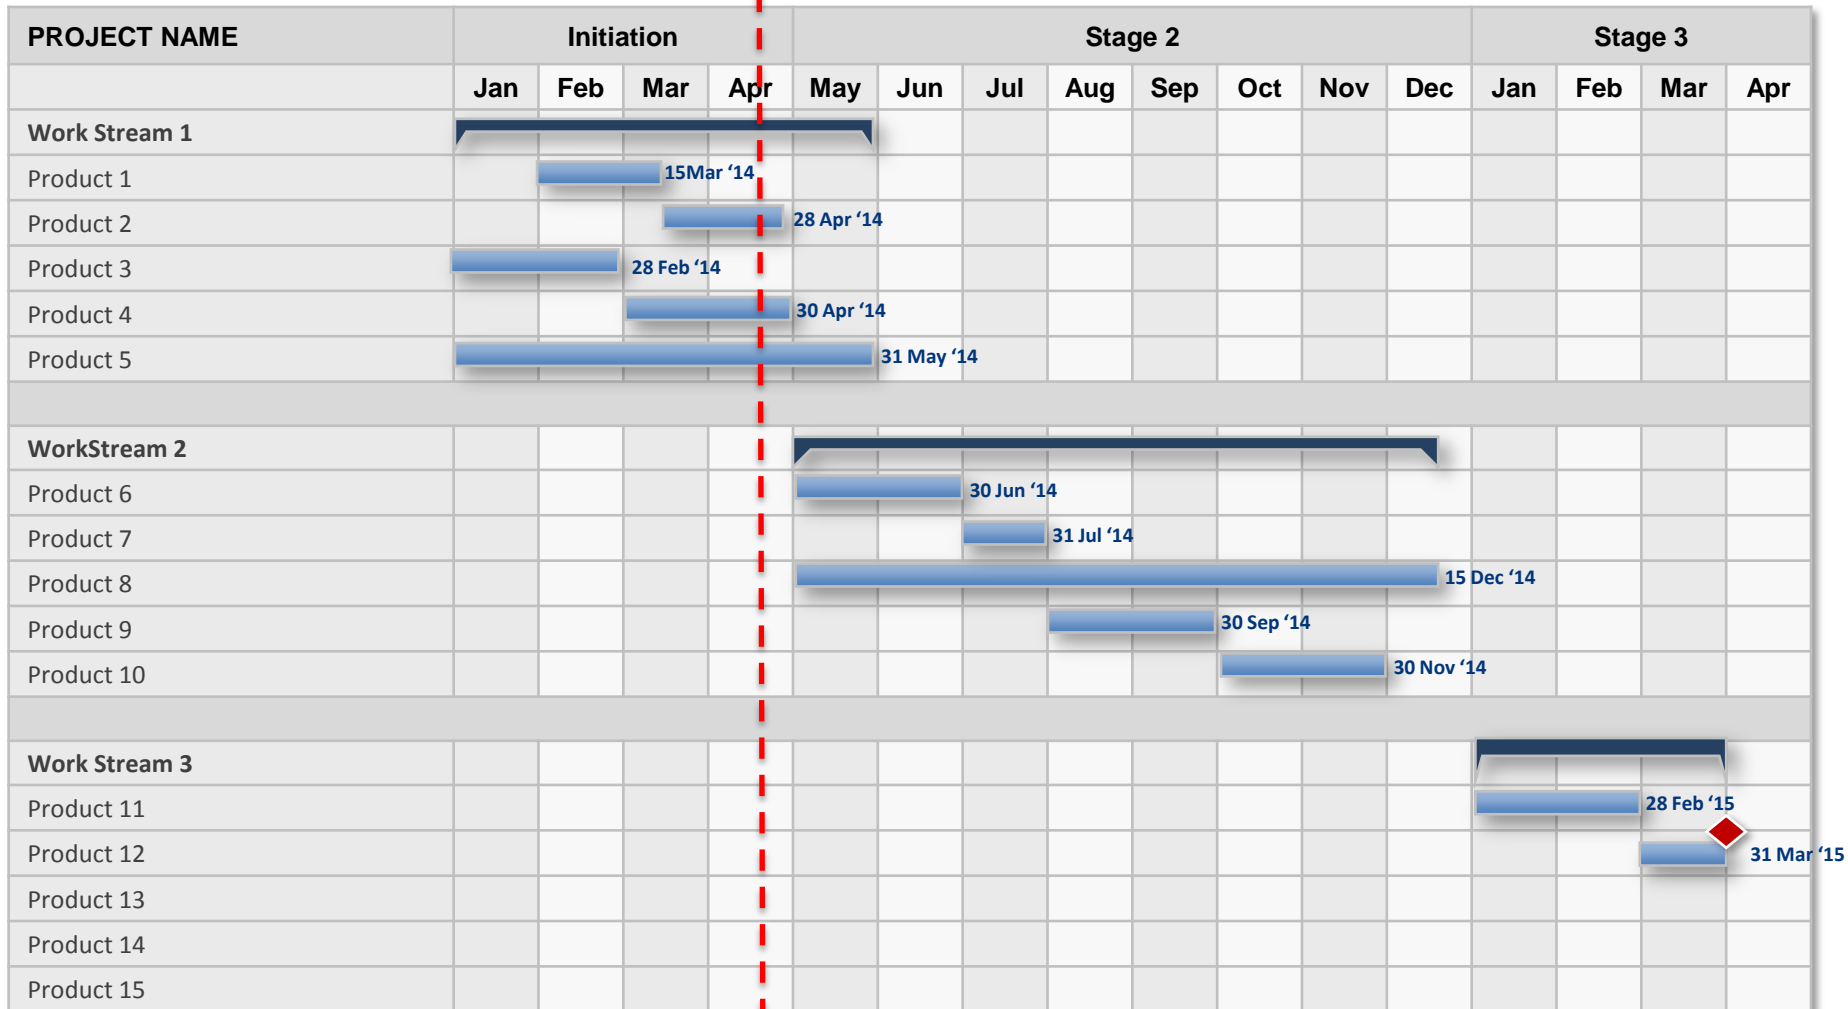 PROJECT NAME Initiation Stage 2 Stage 3
Jan Feb Mar Apr May Jun Jul Aug Sep Oct Nov Dec Jan Feb Mar Apr
Work Stream 1
Product 1 15Mar ‘14
Product 2 28 Apr ‘14
Product 3 28 Feb ‘14
Product 4 30 Apr ‘14
Product 5 31 May ‘14
WorkStream 2
Product 6 30 Jun ‘14
Product 7 31 Jul ‘14
Product 8 15 Dec ‘14
Product 9 30 Sep ‘14
Product 10 30 Nov ‘14
Work Stream 3
Product 11 28 Feb ‘15
Product 12 31 Mar ‘15
Product 13
Product 14
Product 15